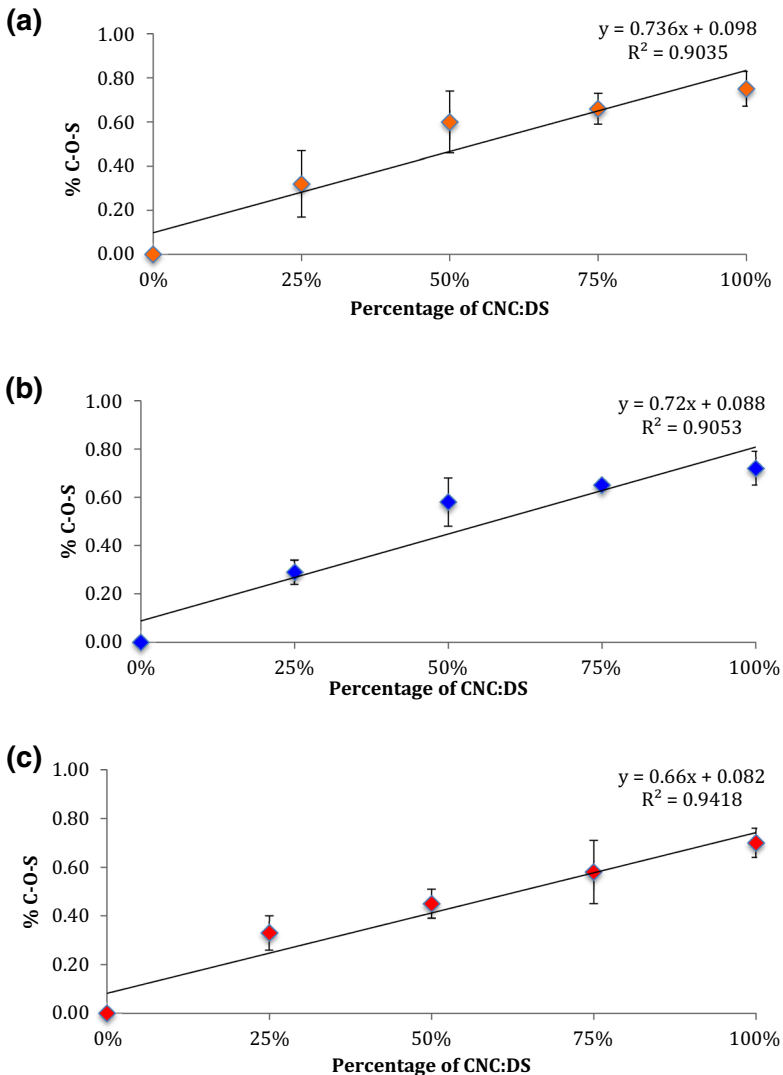 (a)
y = 0.736x + 0.098
R² = 0.9035
1.00
0.80
0.60
0.40
0.20
0.00
% C-O-S
0% 25% 50% 75% 100%
Percentage of CNC:DS
(b)
y = 0.72x + 0.088
R² = 0.9053
1.00
0.80
0.60
0.40
0.20
0.00
% C-O-S
0% 25% 50% 75% 100%
Percentage of CNC:DS
(c)
y = 0.66x + 0.082
R² = 0.9418
1.00
0.80
0.60
0.40
0.20
0.00
% C-O-S
0% 25% 50% 75% 100%
Percentage of CNC:DS